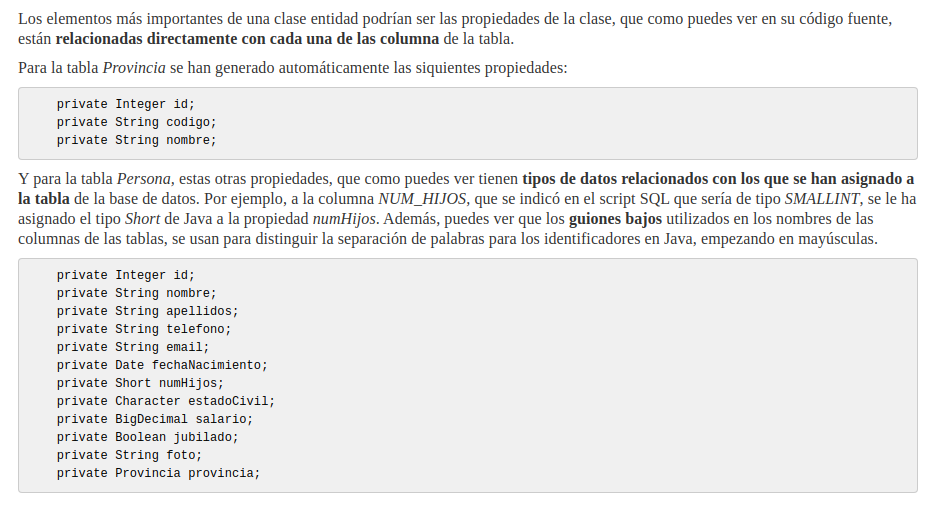 Los elementos más importantes de una clase entidad podrían ser las propiedades de la clase, que como puedes ver en su código fuente,
están relacionadas directamente con cada una de las columna de la tabla.
Para la tabla Provincia se han generado automáticamente las siquientes propiedades:
private Integer id;
private String codigo;
private String nombre;
Y para la tabla Persona, estas otras propiedades, que como puedes ver tienen tipos de datos relacionados con los que se han asignado a
la tabla de la base de datos. Por ejemplo, a la columna NUM_HIJOS, que se indicó en el script SQL que sería de tipo SMALLINT, se le ha
asignado el tipo Short de Java a la propiedad numHijos. Además, puedes ver que los guiones bajos utilizados en los nombres de las
columnas de las tablas, se usan para distinguir la separación de palabras para los identificadores en Java, empezando en mayúsculas.
private Integer id;
private String nombre;
private String apellidos;
private String telefono;
private String email;
private Date fechaNacimiento;
private Short numHijos;
private Character estadoCivil;
private BigDecimal salario;
private Boolean jubilado;
private String foto;
private Provincia provincia;